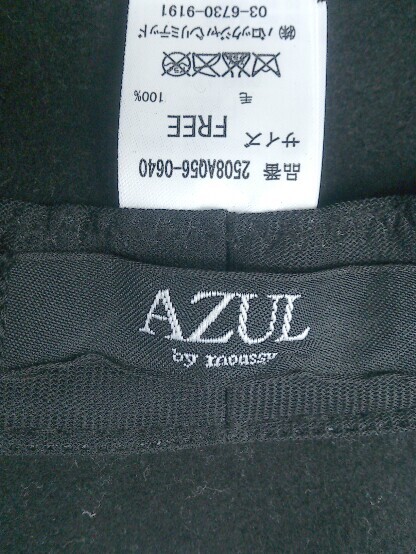 品番 2508AQ56-0640
サイズ
FREE
毛 100%
㈱ バロックジャパンリミテッド
03-6730-9191
AZUL
by moussy